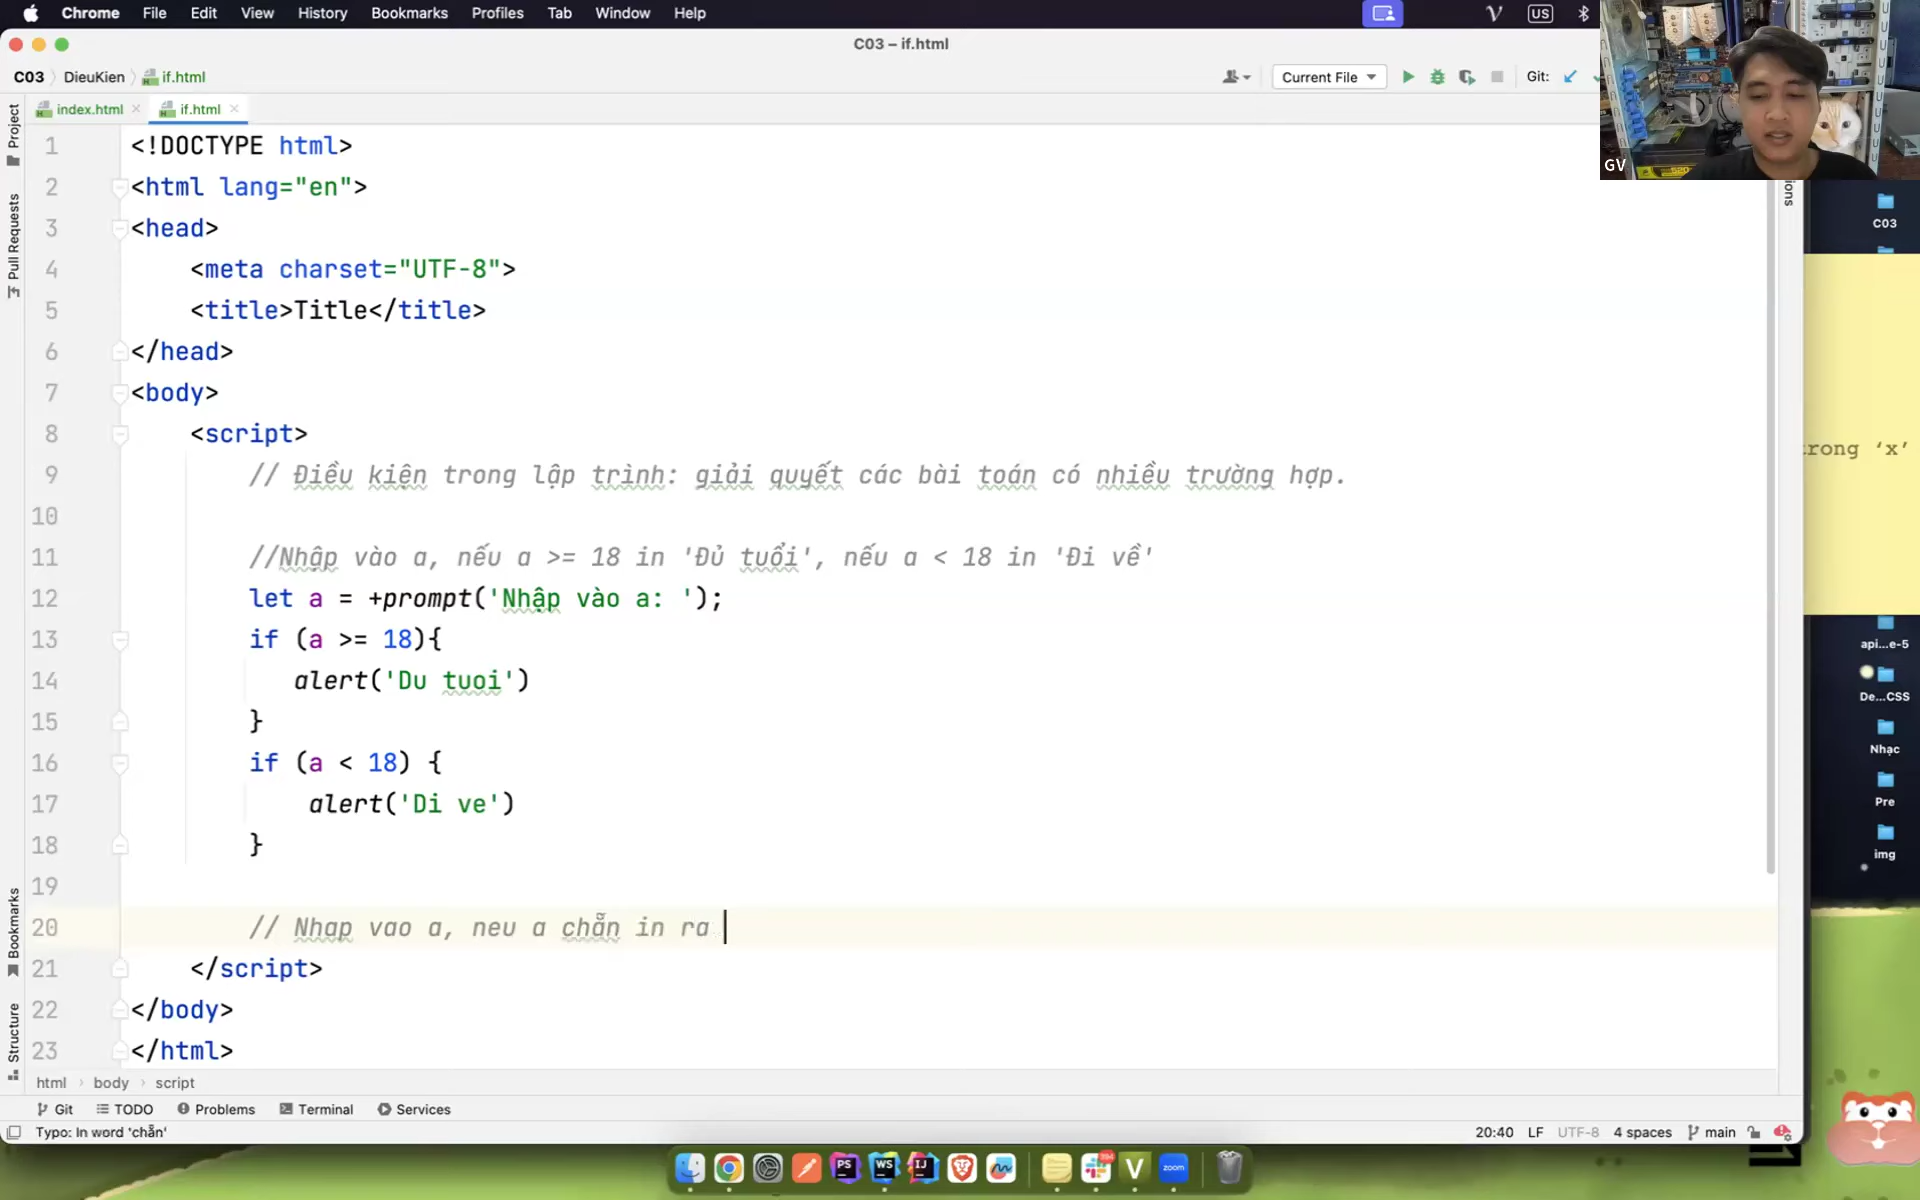 Chrome File Edit View History Bookmarks Profiles Tab Window Help US
C03 – if.html
C03 DieuKien if.html Current File Git:
index.html if.html
Project
Pull Requests
Bookmarks
Structure
1 <!DOCTYPE html>
2 <html lang="en">
3 <head>
4 <meta charset="UTF-8">
5 <title>Title</title>
6 </head>
7 <body>
8 <script>
9 // Điều kiện trong lập trình: giải quyết các bài toán có nhiều trường hợp.
10
11 //Nhập vào a, nếu a >= 18 in 'Đủ tuổi', nếu a < 18 in 'Đi về'
12 let a = +prompt('Nhập vào a: ');
13 if (a >= 18){
14 alert('Du tuoi')
15 }
16 if (a < 18) {
17 alert('Di ve')
18 }
19
20 // Nhap vao a, neu a chẵn in ra
21 </script>
22 </body>
23 </html>
html body script
Git TODO Problems Terminal Services
Typo: In word 'chẵn' 20:40 LF UTF-8 4 spaces main
GV
C03
trong ‘x’
api...e-5
De...CSS
Nhạc
Pre
img
PS WS IJ V zoom